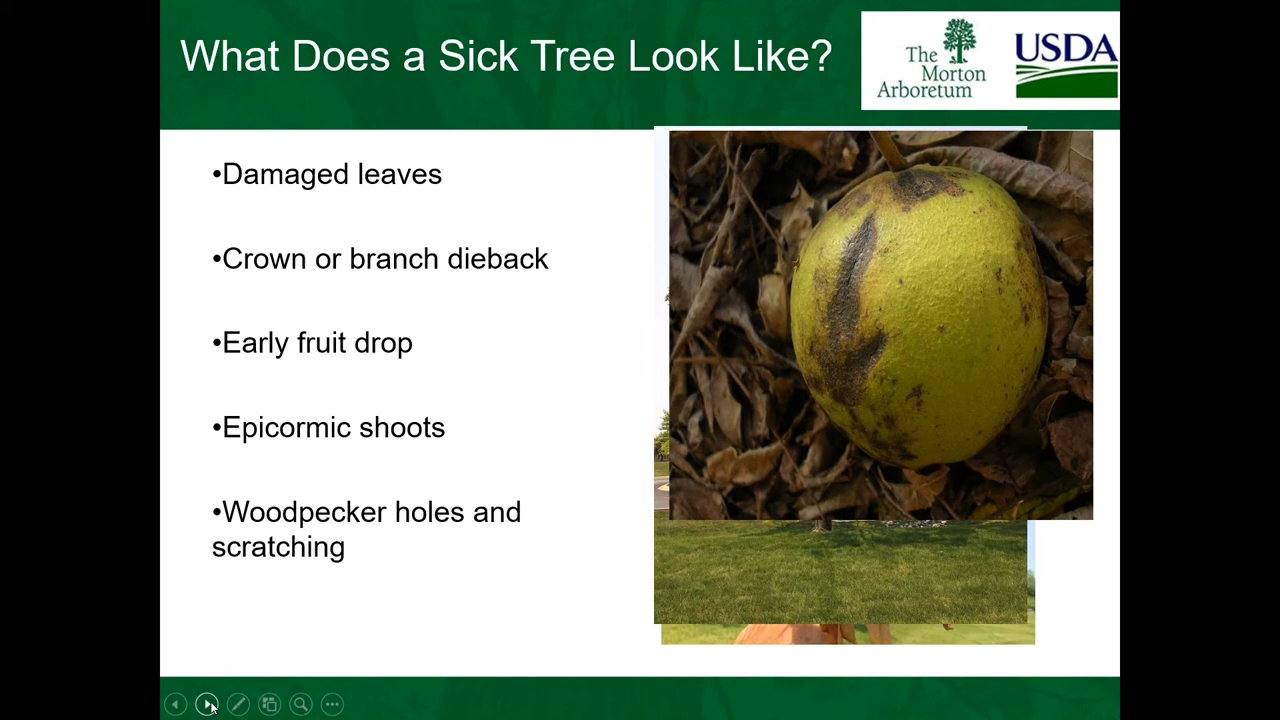 What Does a Sick Tree Look Like?
The
Morton
Arboretum
USDA
•Damaged leaves
•Crown or branch dieback
•Early fruit drop
•Epicormic shoots
•Woodpecker holes and
scratching